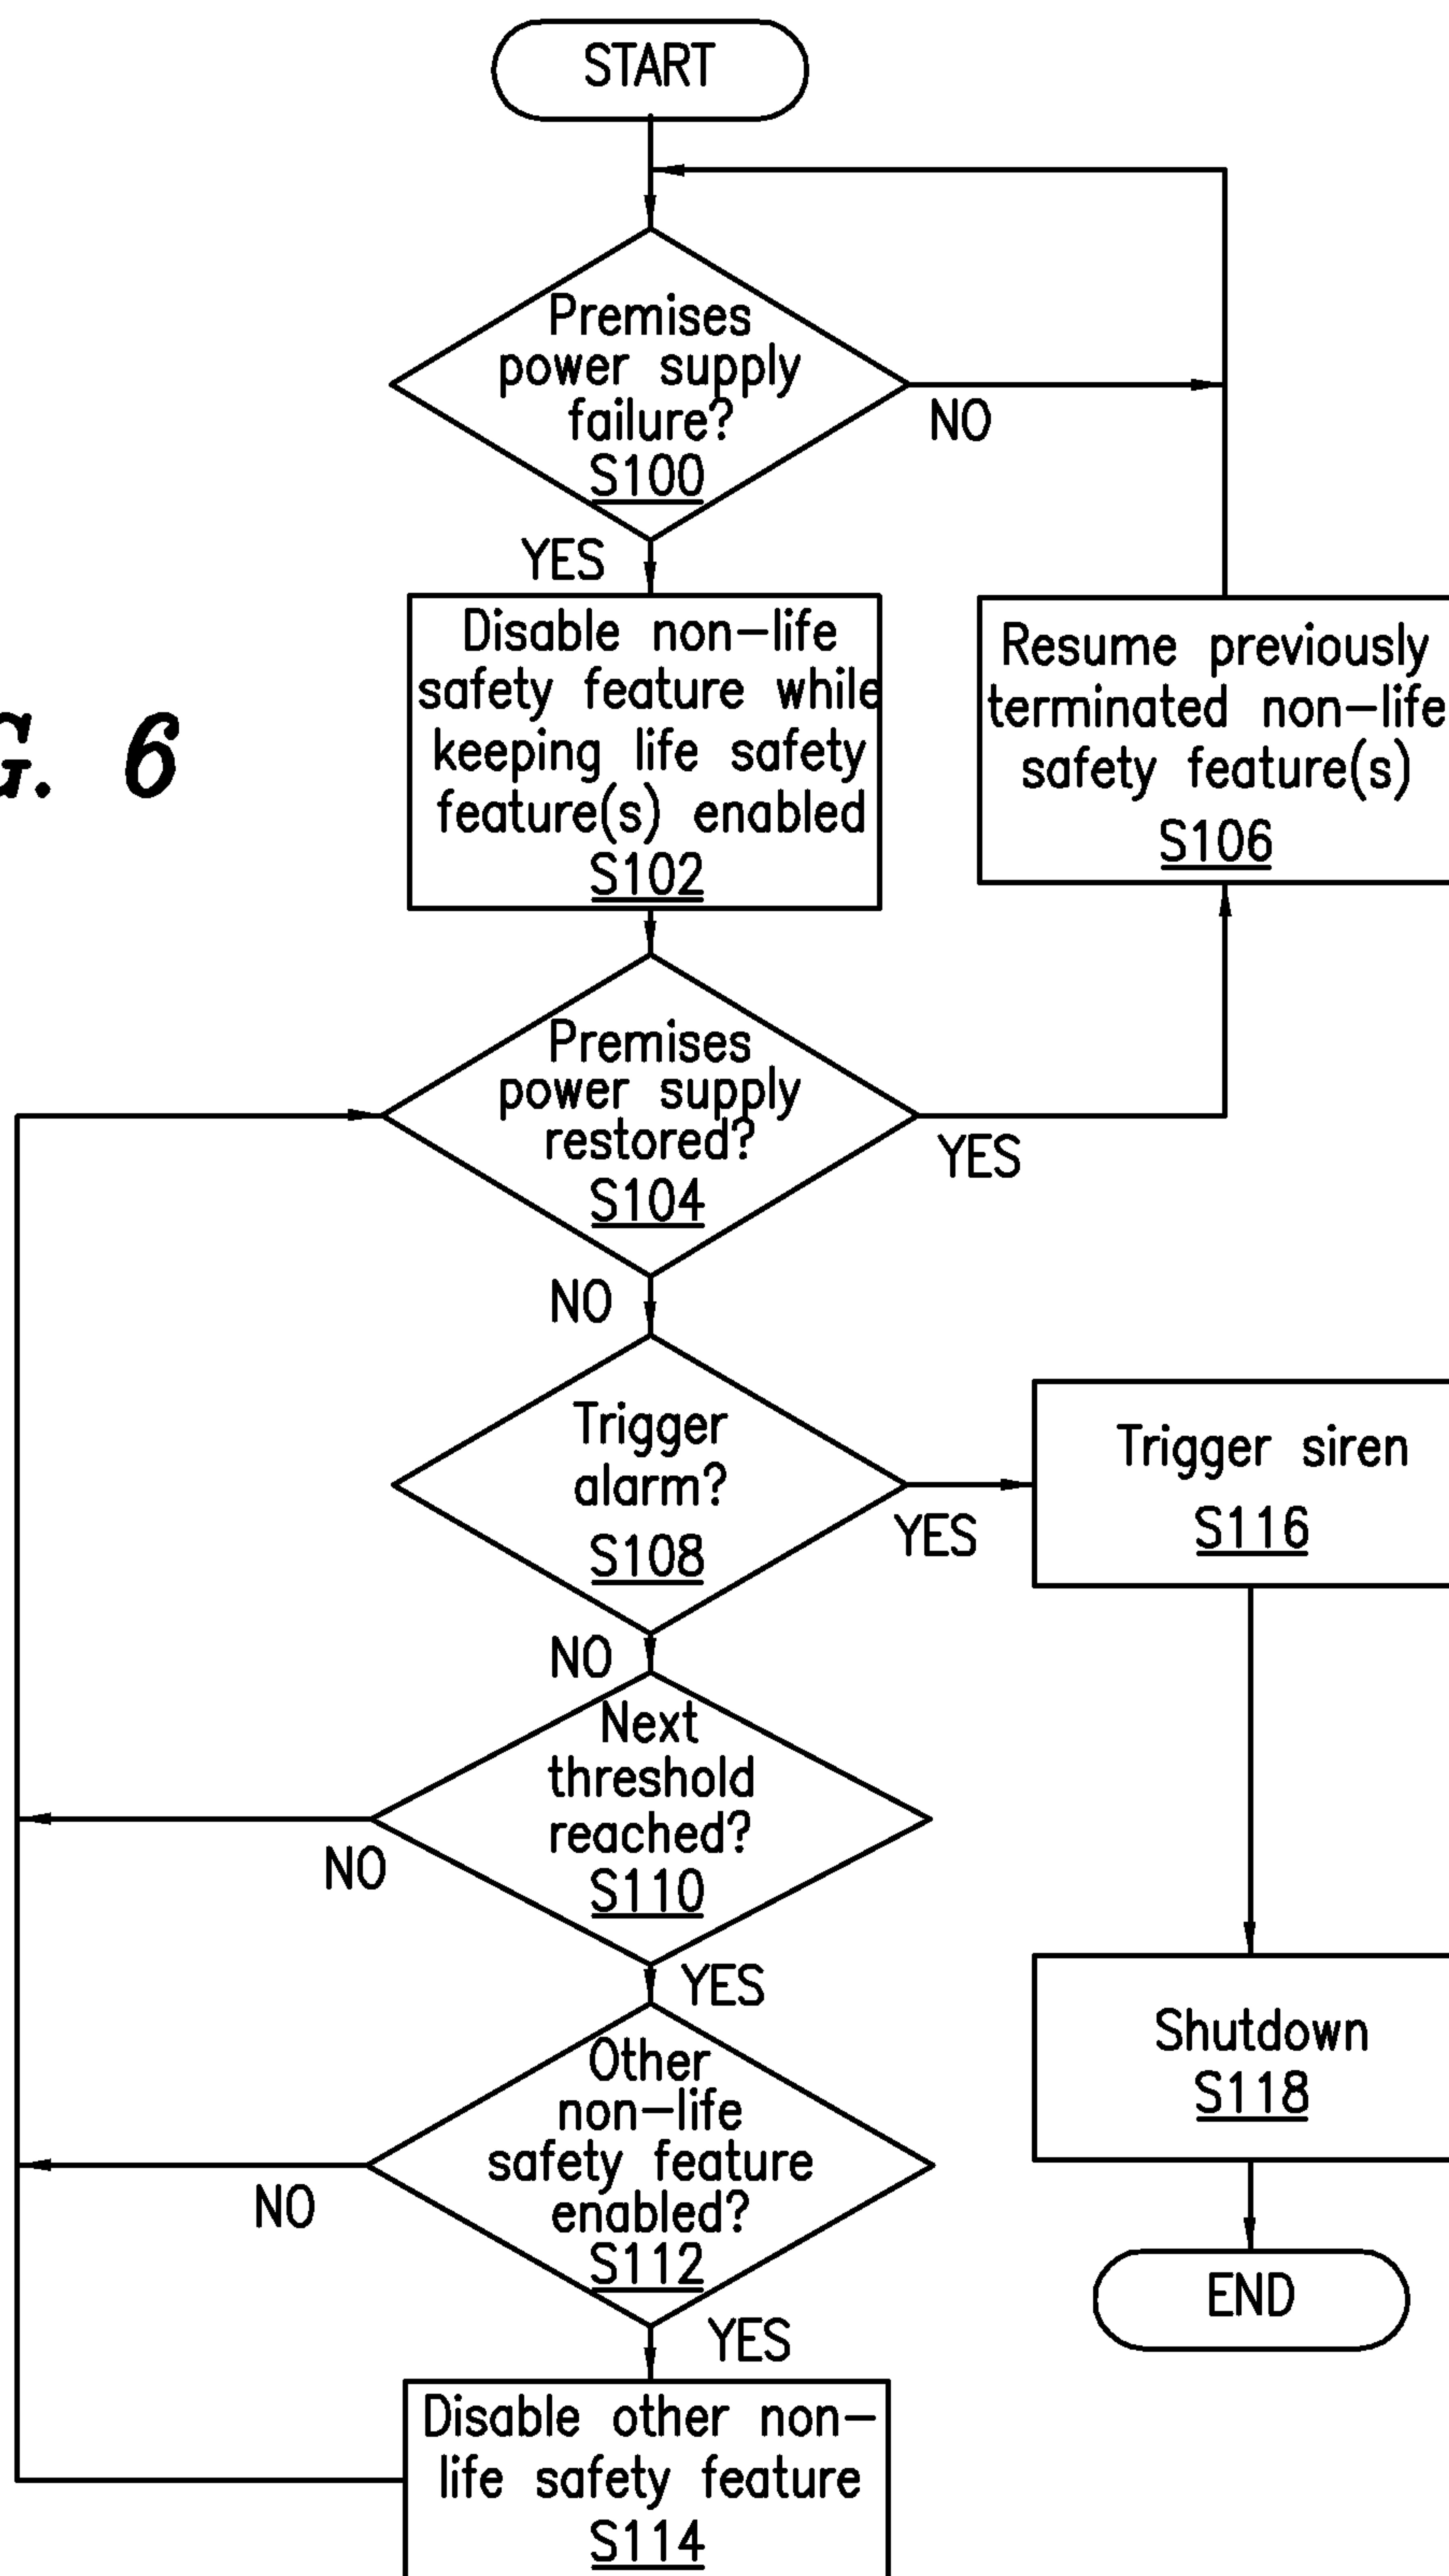 START
Premises
power supply
failure?
S100
NO
YES
Disable non-life
safety feature while
keeping life safety
feature(s) enabled
S102
Resume previously
terminated non-life
safety feature(s)
S106
G. 6
Premises
power supply
restored?
S104
YES
NO
Trigger
alarm?
S108
YES
Trigger siren
S116
NO
Next
threshold
reached?
S110
NO
YES
Shutdown
S118
Other
non-life
safety feature
enabled?
S112
NO
YES
END
Disable other non-
life safety feature
S114